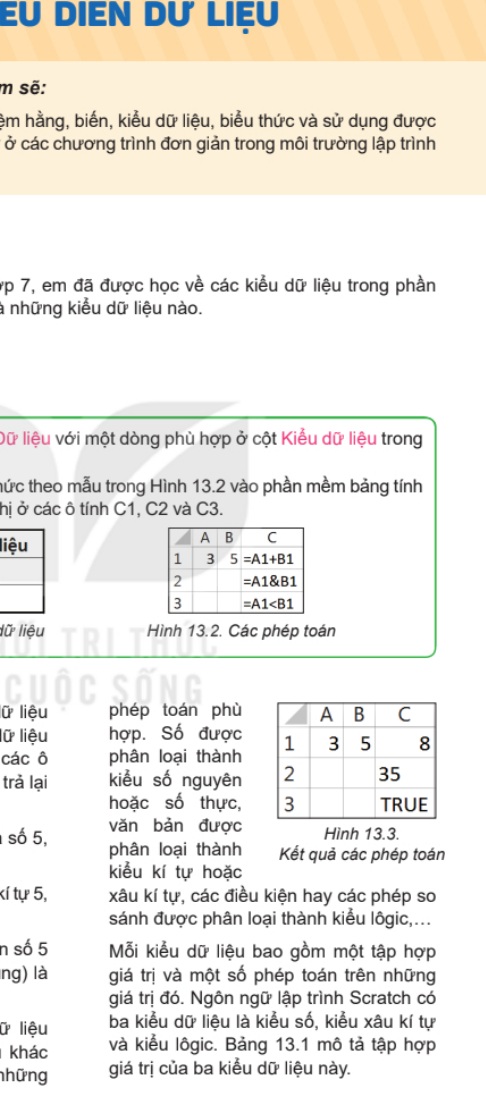 ỂU DIỄN DỮ LIỆU
m sẽ:
ệm hằng, biến, kiểu dữ liệu, biểu thức và sử dụng được
ở các chương trình đơn giản trong môi trường lập trình
ớp 7, em đã được học về các kiểu dữ liệu trong phần
à những kiểu dữ liệu nào.
Dữ liệu với một dòng phù hợp ở cột Kiểu dữ liệu trong
hức theo mẫu trong Hình 13.2 vào phần mềm bảng tính
hị ở các ô tính C1, C2 và C3.
liệu
A B C
1 3 5 =A1+B1
2 =A1&B1
3 =A1<B1
dữ liệu
Hình 13.2. Các phép toán
TRI THỨC
CUỘC SỐNG
dữ liệu
dữ liệu
các ô
trả lại
số 5,
kí tự 5,
n số 5
ng) là
ữ liệu
khác
những
phép toán phù
hợp. Số được
phân loại thành
kiểu số nguyên
hoặc số thực,
văn bản được
phân loại thành
kiểu kí tự hoặc
xâu kí tự, các điều kiện hay các phép so
sánh được phân loại thành kiểu lôgic,...
A B C
1 3 5 8
2 35
3 TRUE
Hình 13.3.
Kết quả các phép toán
Mỗi kiểu dữ liệu bao gồm một tập hợp
giá trị và một số phép toán trên những
giá trị đó. Ngôn ngữ lập trình Scratch có
ba kiểu dữ liệu là kiểu số, kiểu xâu kí tự
và kiểu lôgic. Bảng 13.1 mô tả tập hợp
giá trị của ba kiểu dữ liệu này.